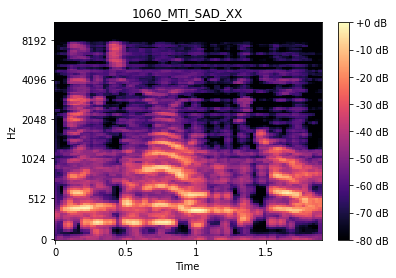 1060_MTI_SAD_XX
+0 dB
8192
-10 dB
4096
-20 dB
-30 dB
2048
Hz
-40 dB
1024
-50 dB
512
-60 dB
-70 dB
0
-80 dB
0 0.5 1 1.5
Time